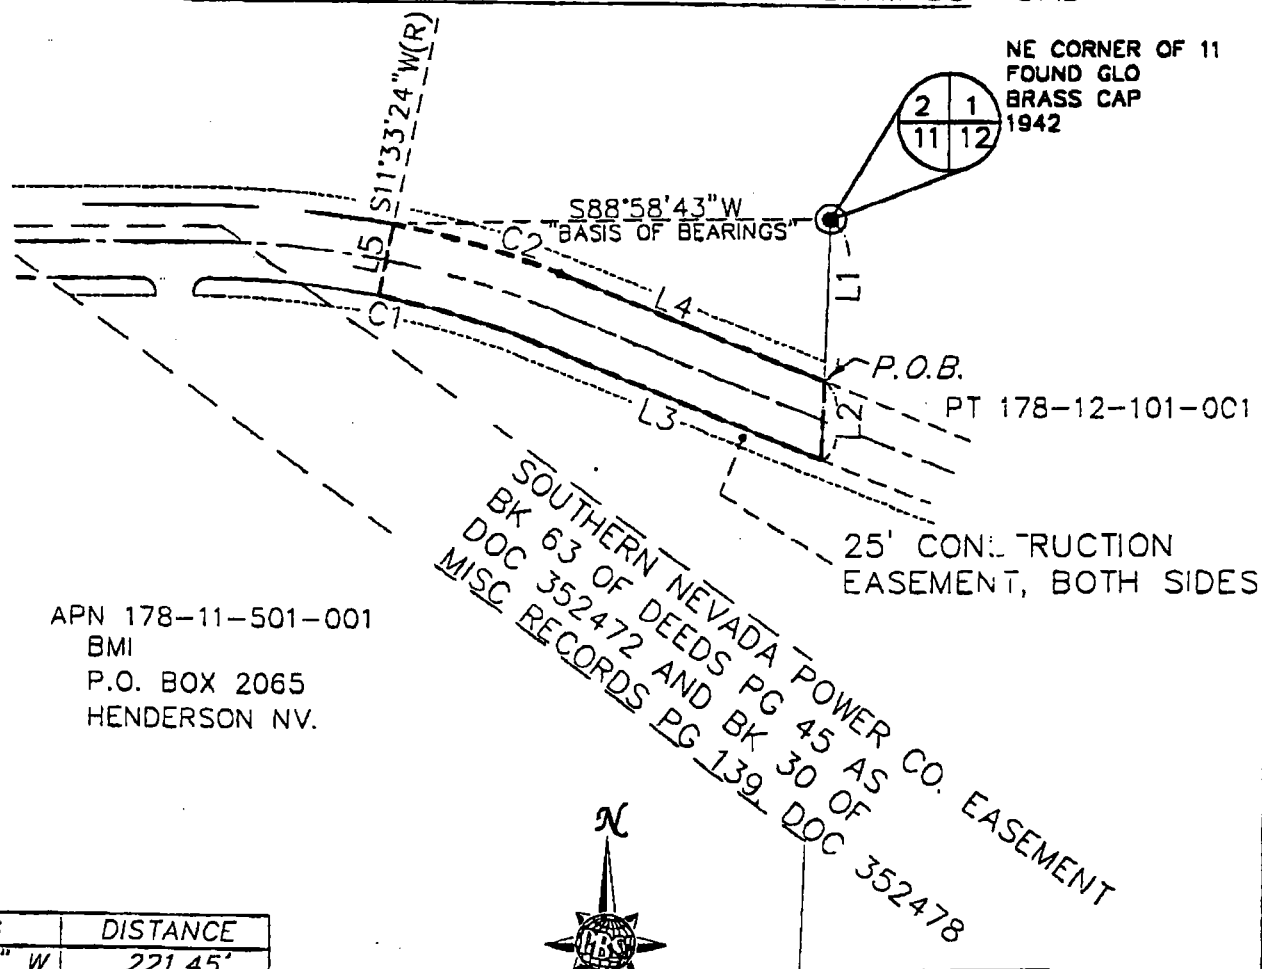 NE CORNER OF 11
FOUND GLO
BRASS CAP
1942
2 1
11 12
S11°33'24"W(R)
S88°58'43"W
"BASIS OF BEARINGS"
C2
L5
C1
L4
L1
P.O.B.
PT 178-12-101-001
L2
L3
25' CON RUCTION
EASEMENT, BOTH SIDES
SOUTHERN NEVADA POWER CO. EASEMENT
BK 63 OF DEEDS PG 45 AS
DOC 352472 AND BK 30 OF
MISC RECORDS PG 139, DOC 352478
APN 178-11-501-001
BMI
P.O. BOX 2065
HENDERSON NV.
N
PBS
DISTANCE
" W 221.45'